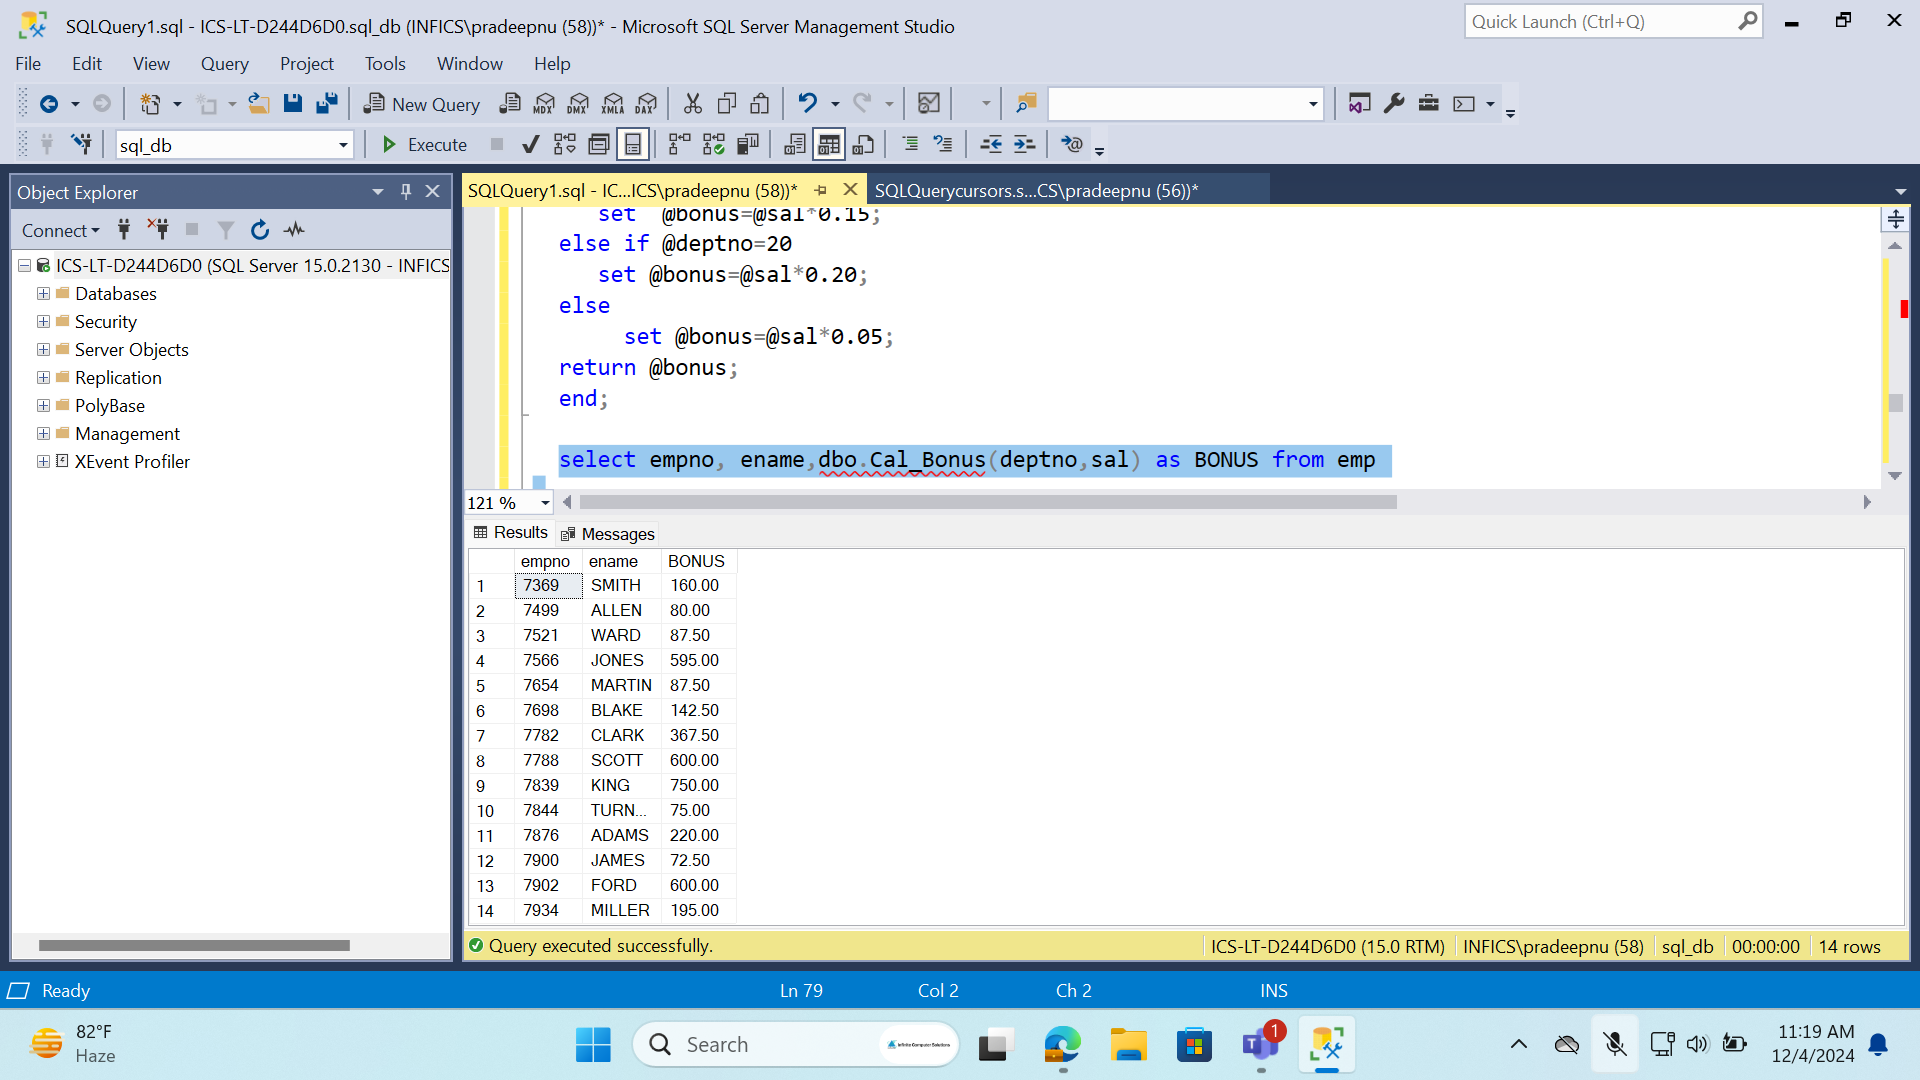 SQLQuery1.sql - ICS-LT-D244D6D0.sql_db (INFICS\pradeepnu (58))* - Microsoft SQL Server Management Studio
Quick Launch (Ctrl+Q)
File Edit View Query Project Tools Window Help
New Query MDX DMX XMLA DAX
sql_db Execute
Object Explorer
SQLQuery1.sql - IC...ICS\pradeepnu (58))* SQLQuerycursors.s...CS\pradeepnu (56))*
Connect
ICS-LT-D244D6D0 (SQL Server 15.0.2130 - INFICS
Databases
Security
Server Objects
Replication
PolyBase
Management
XEvent Profiler
set @bonus=@sal*0.15;
else if @deptno=20
set @bonus=@sal*0.20;
else
set @bonus=@sal*0.05;
return @bonus;
end;
select empno, ename,dbo.Cal_Bonus(deptno,sal) as BONUS from emp
121 %
Results Messages
empno ename BONUS
1 7369 SMITH 160.00
2 7499 ALLEN 80.00
3 7521 WARD 87.50
4 7566 JONES 595.00
5 7654 MARTIN 87.50
6 7698 BLAKE 142.50
7 7782 CLARK 367.50
8 7788 SCOTT 600.00
9 7839 KING 750.00
10 7844 TURN... 75.00
11 7876 ADAMS 220.00
12 7900 JAMES 72.50
13 7902 FORD 600.00
14 7934 MILLER 195.00
Query executed successfully. ICS-LT-D244D6D0 (15.0 RTM) INFICS\pradeepnu (58) sql_db 00:00:00 14 rows
Ready Ln 79 Col 2 Ch 2 INS
82°F
Haze
Search
Infinite Computer Solutions
1
11:19 AM
12/4/2024